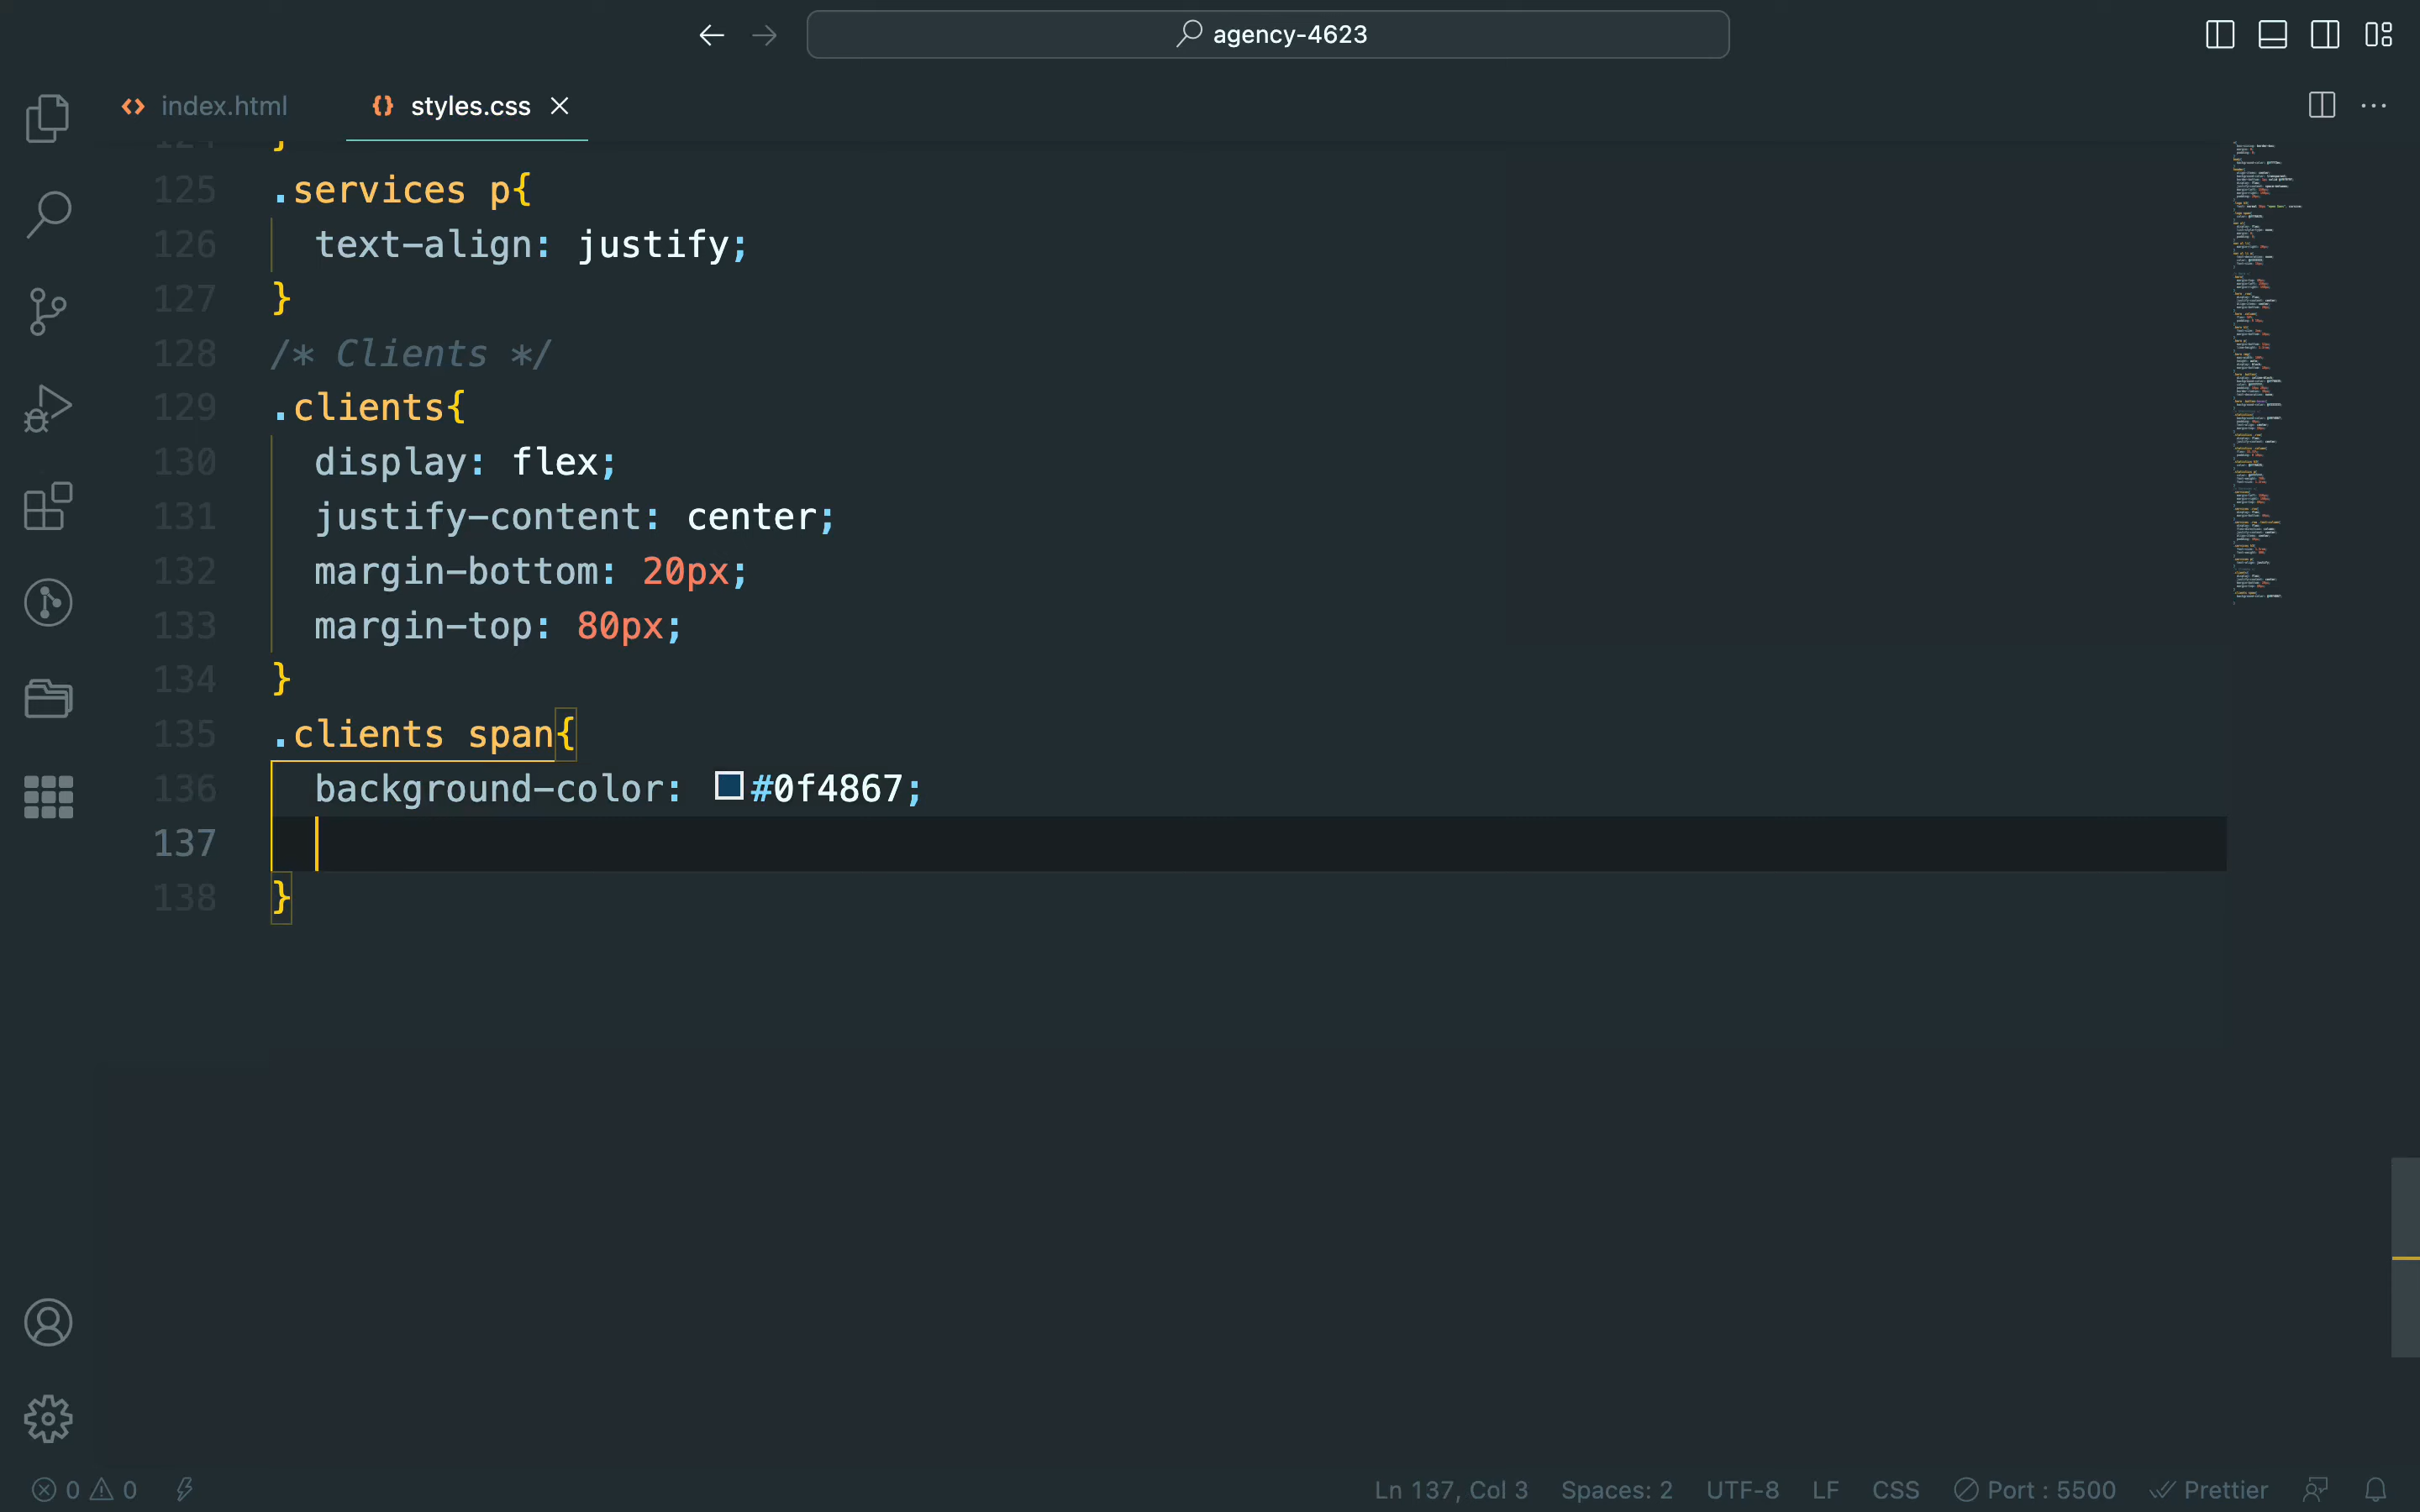 agency-4623
index.html
styles.css
125 .services p{
126 text-align: justify;
127 }
128 /* Clients */
129 .clients{
130 display: flex;
131 justify-content: center;
132 margin-bottom: 20px;
133 margin-top: 80px;
134 }
135 .clients span{
136 background-color: #0f4867;
137
138 }
0 0 Ln 137, Col 3 Spaces: 2 UTF-8 LF CSS Port : 5500 Prettier